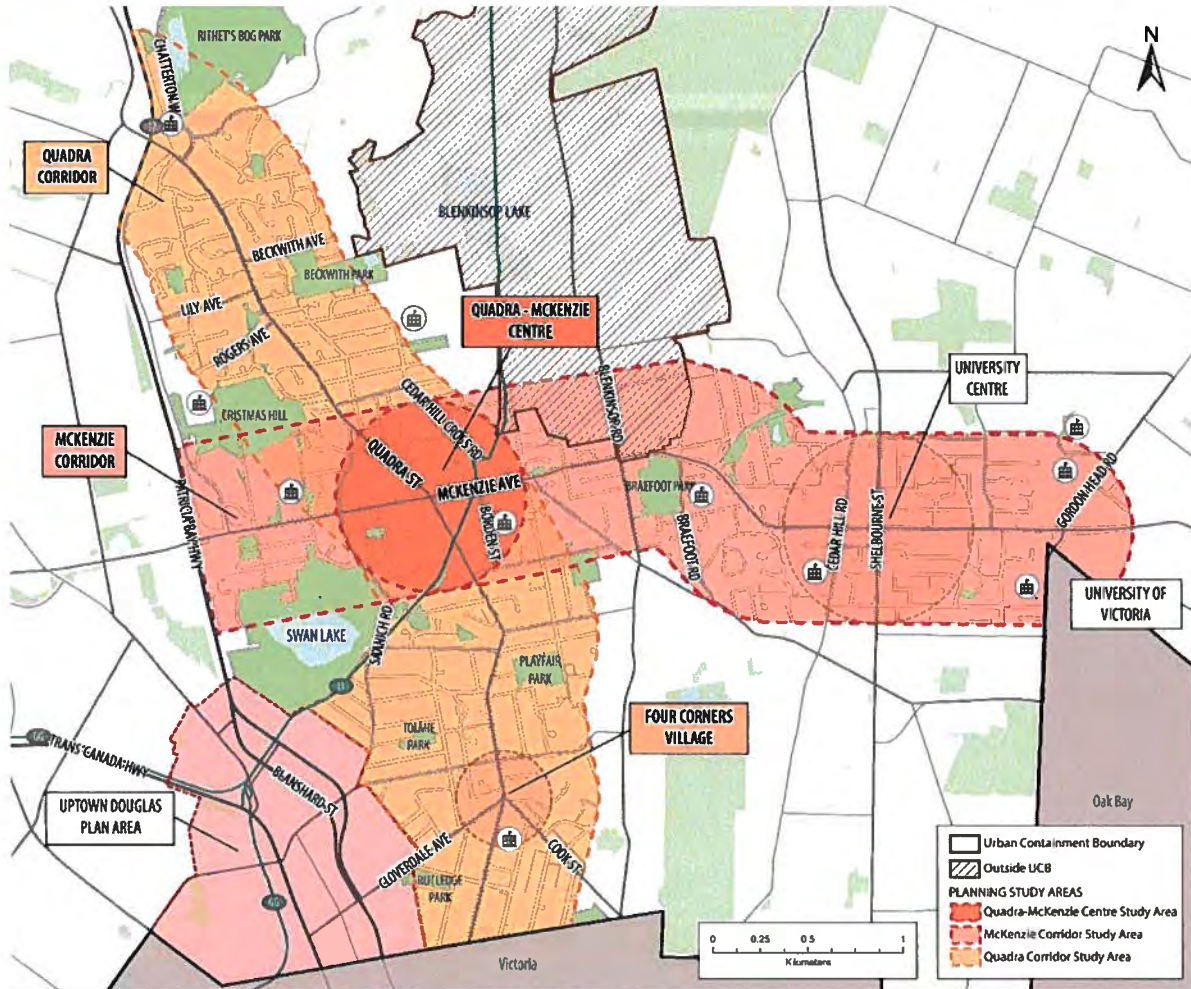 RITHET'S BOG PARK
N
CHATTERTON W
17
QUADRA
CORRIDOR
BLENKINSOP LAKE
BECKWITH AVE
BECKWITH PARK
LILY AVE
QUADRA - MCKENZIE
CENTRE
ROGERS AVE
BLENKINSOP RD
UNIVERSITY
CENTRE
CEDAR HILL CROSS RD
CRISTMAS HILL
MCKENZIE
CORRIDOR
QUADRA ST
MCKENZIE AVE
BRAEFOOT PARK
GORDON HEAD RD
PATRICIA BAY HWY
BORDEN ST
CEDAR HILL RD
SHELBOURNE ST
BRAEFOOT RD
UNIVERSITY OF
VICTORIA
SWAN LAKE
SAANICH RD
PLAYFAIR
PARK
FOUR CORNERS
VILLAGE
TOLMIE
PARK
TRANS CANADA HWY
BLANSHARD ST
UPTOWN DOUGLAS
PLAN AREA
Oak Bay
CLOVERDALE AVE
COOK ST
RUTLEDGE
PARK
Urban Containment Boundary
Outside UCB
PLANNING STUDY AREAS
Quadra-McKenzie Centre Study Area
McKenzie Corridor Study Area
Quadra Corridor Study Area
0 0.25 0.5 1
Kilometers
Victoria